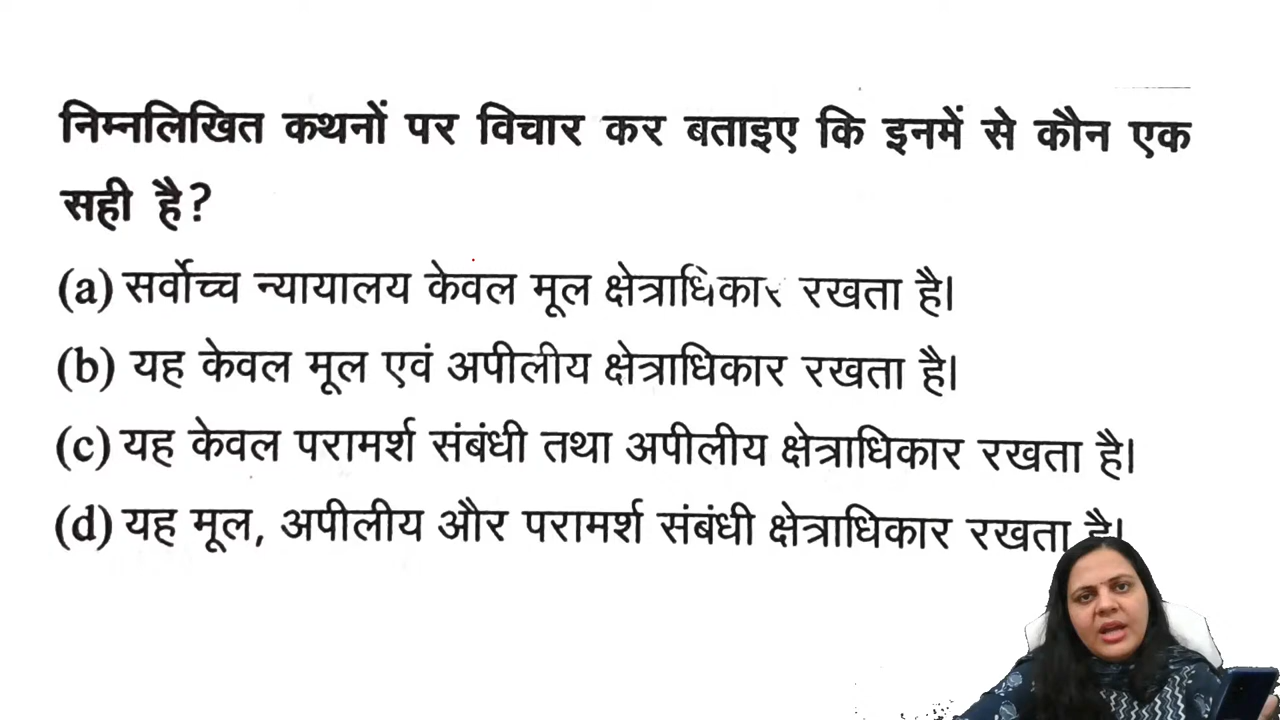 निम्नलिखित कथनों पर विचार कर बताइए कि इनमें से कौन एक
सही है?
(a) सर्वोच्च न्यायालय केवल मूल क्षेत्राधिकार रखता है।
(b) यह केवल मूल एवं अपीलीय क्षेत्राधिकार रखता है।
(c) यह केवल परामर्श संबंधी तथा अपीलीय क्षेत्राधिकार रखता है।
(d) यह मूल, अपीलीय और परामर्श संबंधी क्षेत्राधिकार रखता है।